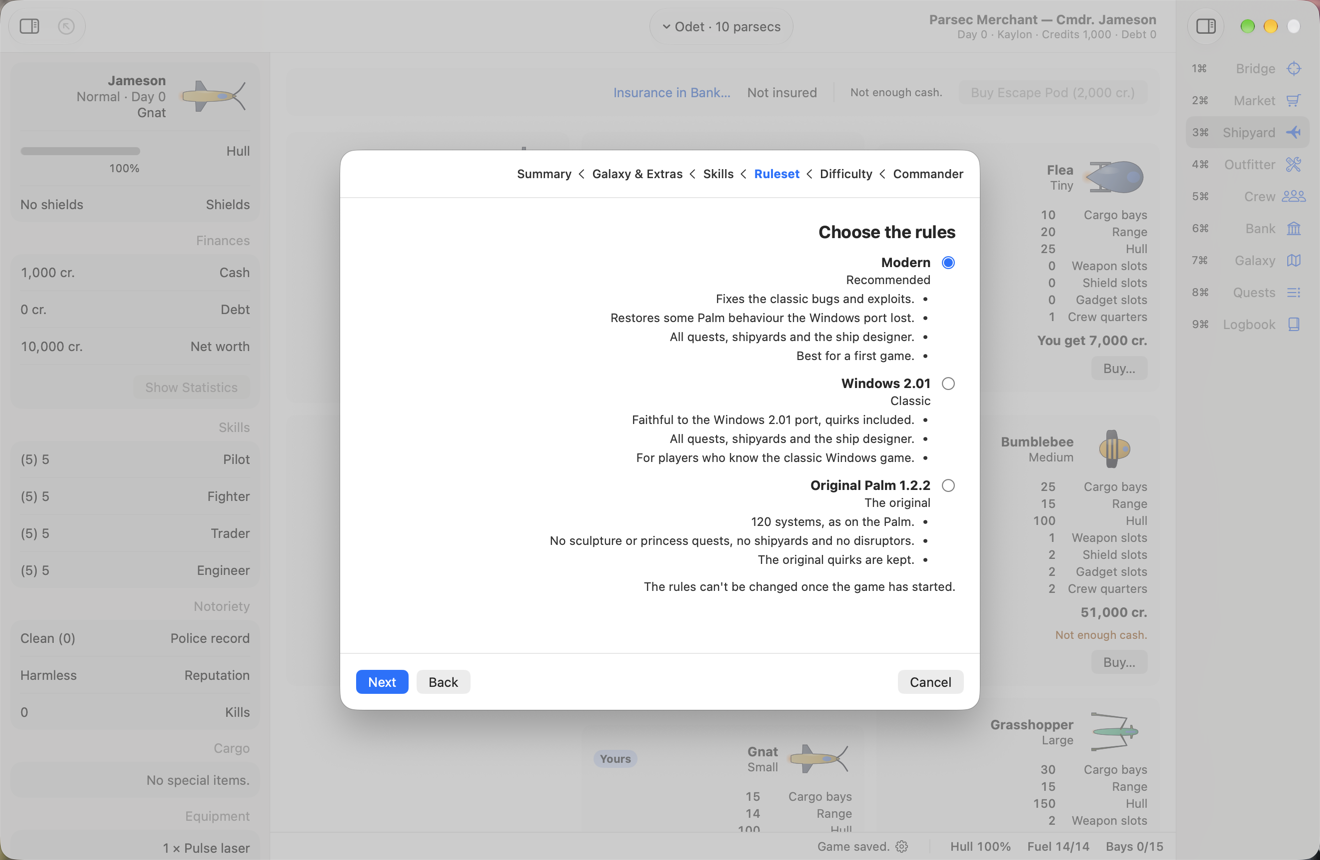 Odet · 10 parsecs
Parsec Merchant — Cmdr. Jameson
Day 0 · Kaylon · Credits 1,000 · Debt 0
1⌘ Bridge
2⌘ Market
3⌘ Shipyard
4⌘ Outfitter
5⌘ Crew
6⌘ Bank
7⌘ Galaxy
8⌘ Quests
9⌘ Logbook
Jameson
Normal · Day 0
Gnat
Hull
100%
No shields Shields
Finances
1,000 cr. Cash
0 cr. Debt
10,000 cr. Net worth
Show Statistics
Skills
(5) 5 Pilot
(5) 5 Fighter
(5) 5 Trader
(5) 5 Engineer
Notoriety
Clean (0) Police record
Harmless Reputation
0 Kills
Cargo
No special items.
Equipment
1 × Pulse laser
Insurance in Bank... Not insured Not enough cash. Buy Escape Pod (2,000 cr.)
Summary < Galaxy & Extras < Skills < Ruleset < Difficulty < Commander
Choose the rules
Modern
Recommended
Fixes the classic bugs and exploits. •
Restores some Palm behaviour the Windows port lost. •
All quests, shipyards and the ship designer. •
Best for a first game. •
Windows 2.01
Classic
Faithful to the Windows 2.01 port, quirks included. •
All quests, shipyards and the ship designer. •
For players who know the classic Windows game. •
Original Palm 1.2.2
The original
120 systems, as on the Palm. •
No sculpture or princess quests, no shipyards and no disruptors. •
The original quirks are kept. •
The rules can't be changed once the game has started.
Next Back Cancel
Flea
Tiny
10 Cargo bays
20 Range
25 Hull
0 Weapon slots
0 Shield slots
0 Gadget slots
1 Crew quarters
You get 7,000 cr.
Buy...
Bumblebee
Medium
25 Cargo bays
15 Range
100 Hull
1 Weapon slots
2 Shield slots
2 Gadget slots
2 Crew quarters
51,000 cr.
Not enough cash.
Buy...
Yours
Gnat
Small
15 Cargo bays
14 Range
100 Hull
Grasshopper
Large
30 Cargo bays
15 Range
150 Hull
2 Weapon slots
Game saved. Hull 100% Fuel 14/14 Bays 0/15